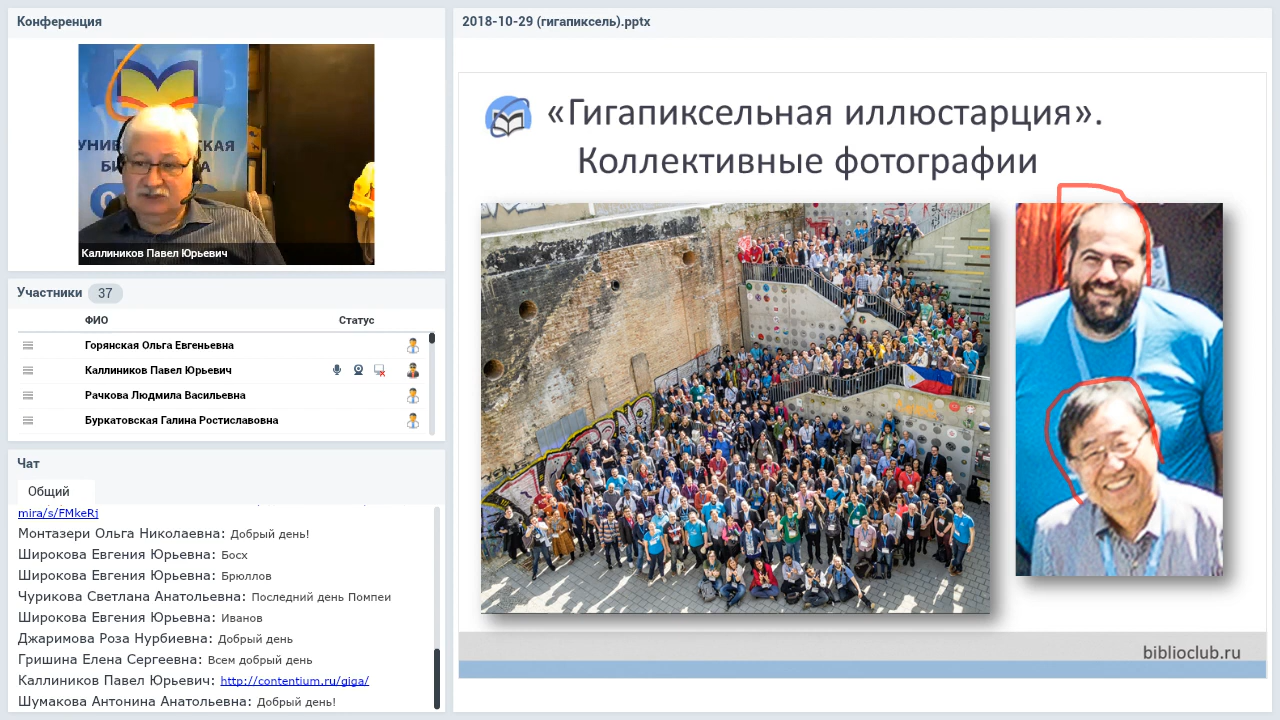 Конференция
УНИВ
СКАЯ
БИ
А
Каллиников Павел Юрьевич
Участники 37
ФИО Статус
Горянская Ольга Евгеньевна
Каллиников Павел Юрьевич
Рачкова Людмила Васильевна
Буркатовская Галина Ростиславовна
Чат
Общий
mira/s/FMkeRj
Монтазери Ольга Николаевна: Добрый день!
Широкова Евгения Юрьевна: Босх
Широкова Евгения Юрьевна: Брюллов
Чурикова Светлана Анатольевна: Последний день Помпеи
Широкова Евгения Юрьевна: Иванов
Джаримова Роза Нурбиевна: Добрый день
Гришина Елена Сергеевна: Всем добрый день
Каллиников Павел Юрьевич: http://contentium.ru/giga/
Шумакова Антонина Анатольевна: Добрый день!
2018-10-29 (гигапиксель).pptx
«Гигапиксельная иллюстарция».
Коллективные фотографии
biblioclub.ru